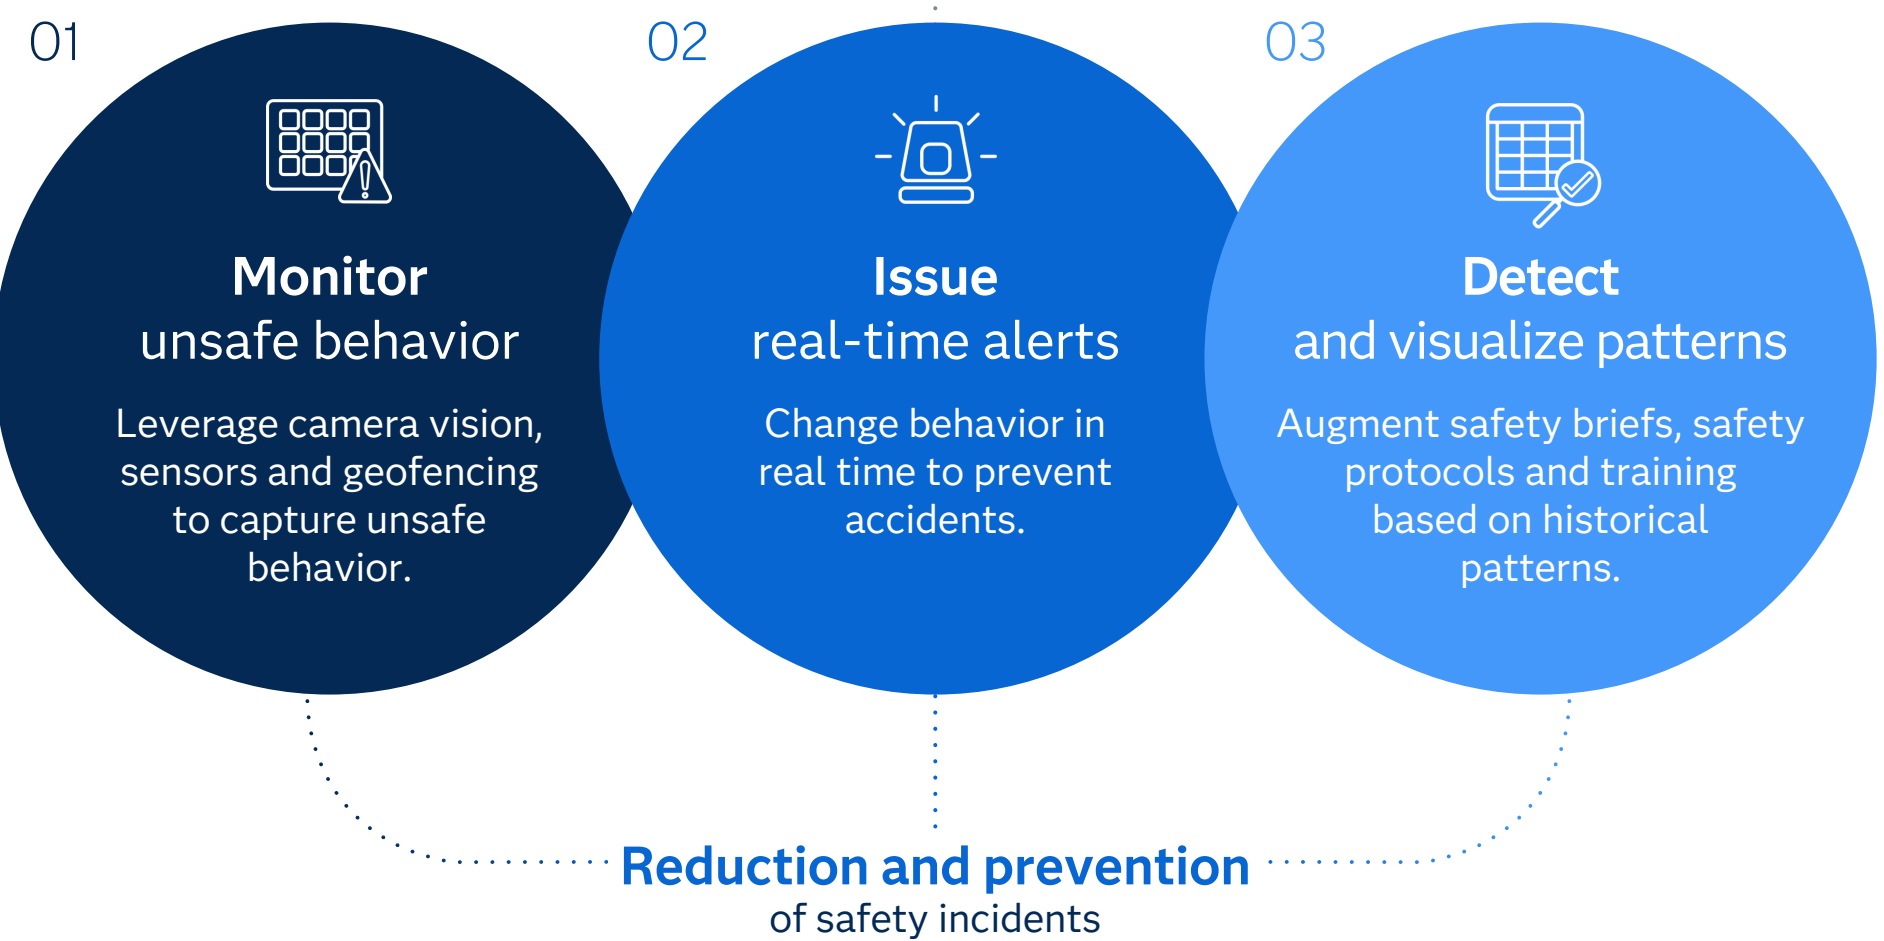 01
Monitor
unsafe behavior
Leverage camera vision,
sensors and geofencing
to capture unsafe
behavior.
02
Issue
real-time alerts
Change behavior in
real time to prevent
accidents.
03
Detect
and visualize patterns
Augment safety briefs, safety
protocols and training
based on historical
patterns.
Reduction and prevention
of safety incidents